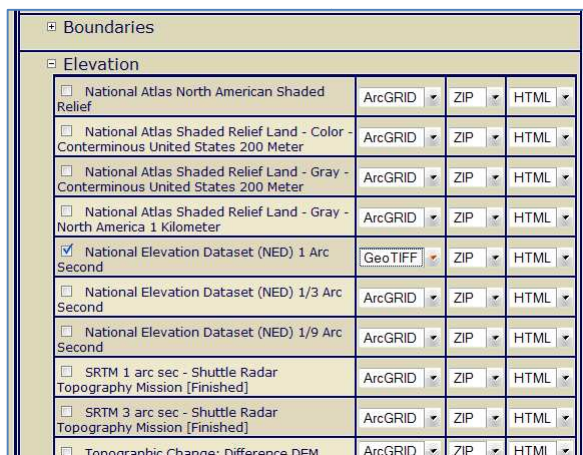 Boundaries
Elevation
National Atlas North American Shaded
Relief
ArcGRID ZIP HTML
National Atlas Shaded Relief Land - Color -
Conterminous United States 200 Meter
ArcGRID ZIP HTML
National Atlas Shaded Relief Land - Gray -
Conterminous United States 200 Meter
ArcGRID ZIP HTML
National Atlas Shaded Relief Land - Gray -
North America 1 Kilometer
ArcGRID ZIP HTML
National Elevation Dataset (NED) 1 Arc
Second
GeoTIFF ZIP HTML
National Elevation Dataset (NED) 1/3 Arc
Second
ArcGRID ZIP HTML
National Elevation Dataset (NED) 1/9 Arc
Second
ArcGRID ZIP HTML
SRTM 1 arc sec - Shuttle Radar
Topography Mission [Finished]
ArcGRID ZIP HTML
SRTM 3 arc sec - Shuttle Radar
Topography Mission [Finished]
ArcGRID ZIP HTML
Topographic Change: Difference DEM
ArcGRID ZIP HTML